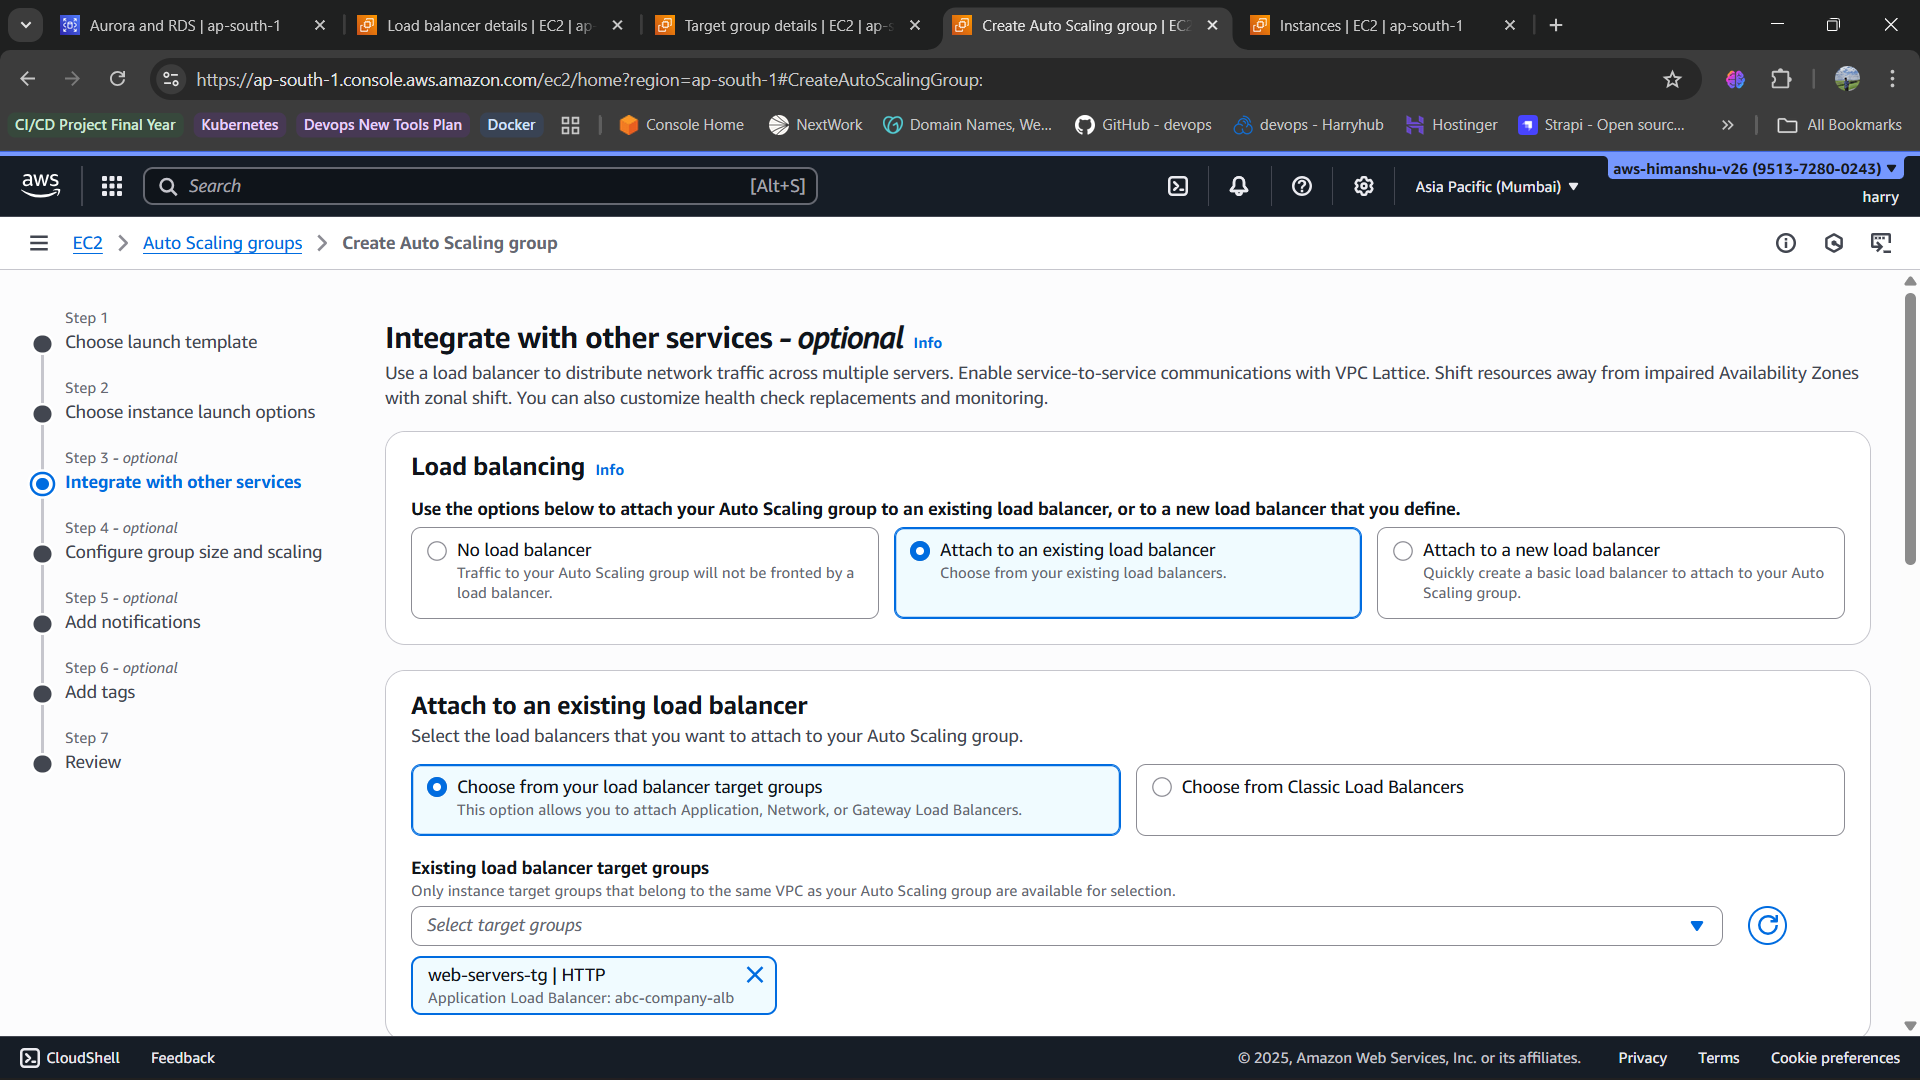 Aurora and RDS | ap-south-1
Load balancer details | EC2 | ap-
Target group details | EC2 | ap-s
Create Auto Scaling group | EC2
Instances | EC2 | ap-south-1
https://ap-south-1.console.aws.amazon.com/ec2/home?region=ap-south-1#CreateAutoScalingGroup:
CI/CD Project Final Year
Kubernetes
Devops New Tools Plan
Docker
Console Home
NextWork
Domain Names, We...
GitHub - devops
devops - Harryhub
Hostinger
Strapi - Open sourc...
All Bookmarks
aws
Search
[Alt+S]
Asia Pacific (Mumbai)
aws-himanshu-v26 (9513-7280-0243)
harry
EC2
Auto Scaling groups
Create Auto Scaling group
Step 1
Choose launch template
Step 2
Choose instance launch options
Step 3 - optional
Integrate with other services
Step 4 - optional
Configure group size and scaling
Step 5 - optional
Add notifications
Step 6 - optional
Add tags
Step 7
Review
Integrate with other services - optional Info
Use a load balancer to distribute network traffic across multiple servers. Enable service-to-service communications with VPC Lattice. Shift resources away from impaired Availability Zones
with zonal shift. You can also customize health check replacements and monitoring.
Load balancing Info
Use the options below to attach your Auto Scaling group to an existing load balancer, or to a new load balancer that you define.
No load balancer
Traffic to your Auto Scaling group will not be fronted by a
load balancer.
Attach to an existing load balancer
Choose from your existing load balancers.
Attach to a new load balancer
Quickly create a basic load balancer to attach to your Auto
Scaling group.
Attach to an existing load balancer
Select the load balancers that you want to attach to your Auto Scaling group.
Choose from your load balancer target groups
This option allows you to attach Application, Network, or Gateway Load Balancers.
Choose from Classic Load Balancers
Existing load balancer target groups
Only instance target groups that belong to the same VPC as your Auto Scaling group are available for selection.
Select target groups
web-servers-tg | HTTP
Application Load Balancer: abc-company-alb
CloudShell
Feedback
© 2025, Amazon Web Services, Inc. or its affiliates.
Privacy
Terms
Cookie preferences